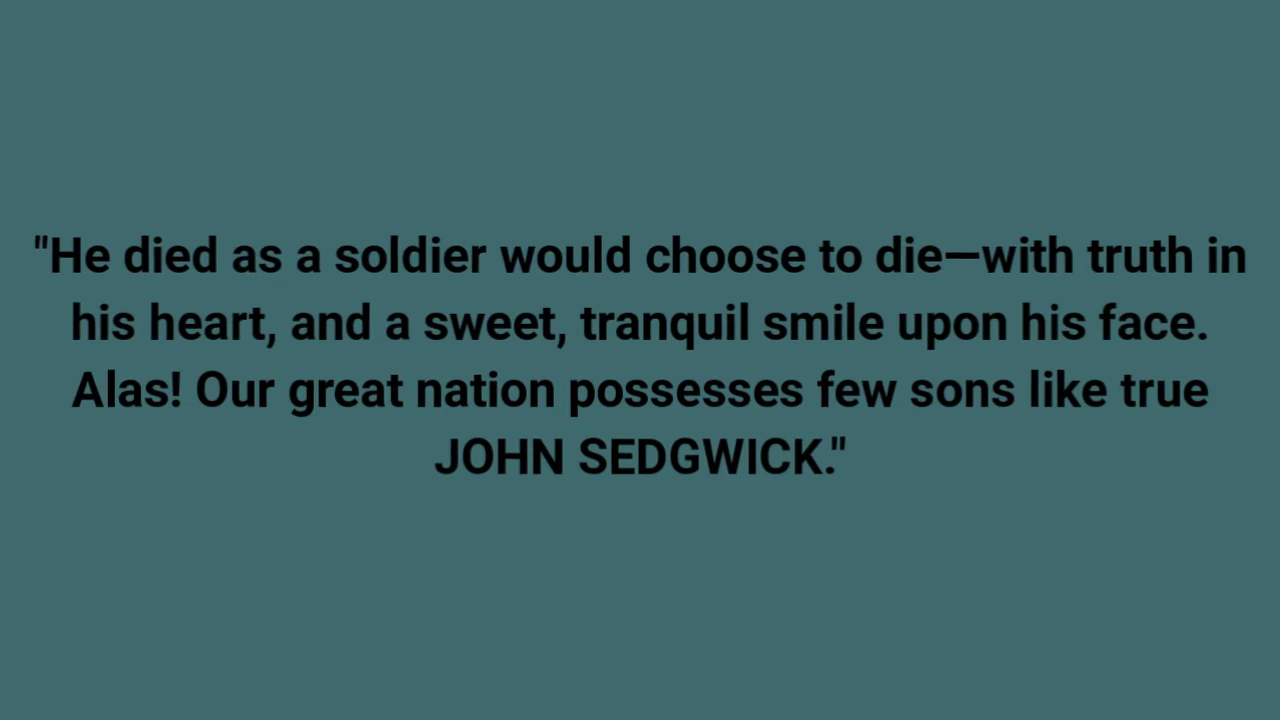 "He died as a soldier would choose to die—with truth in
his heart, and a sweet, tranquil smile upon his face.
Alas! Our great nation possesses few sons like true
JOHN SEDGWICK."